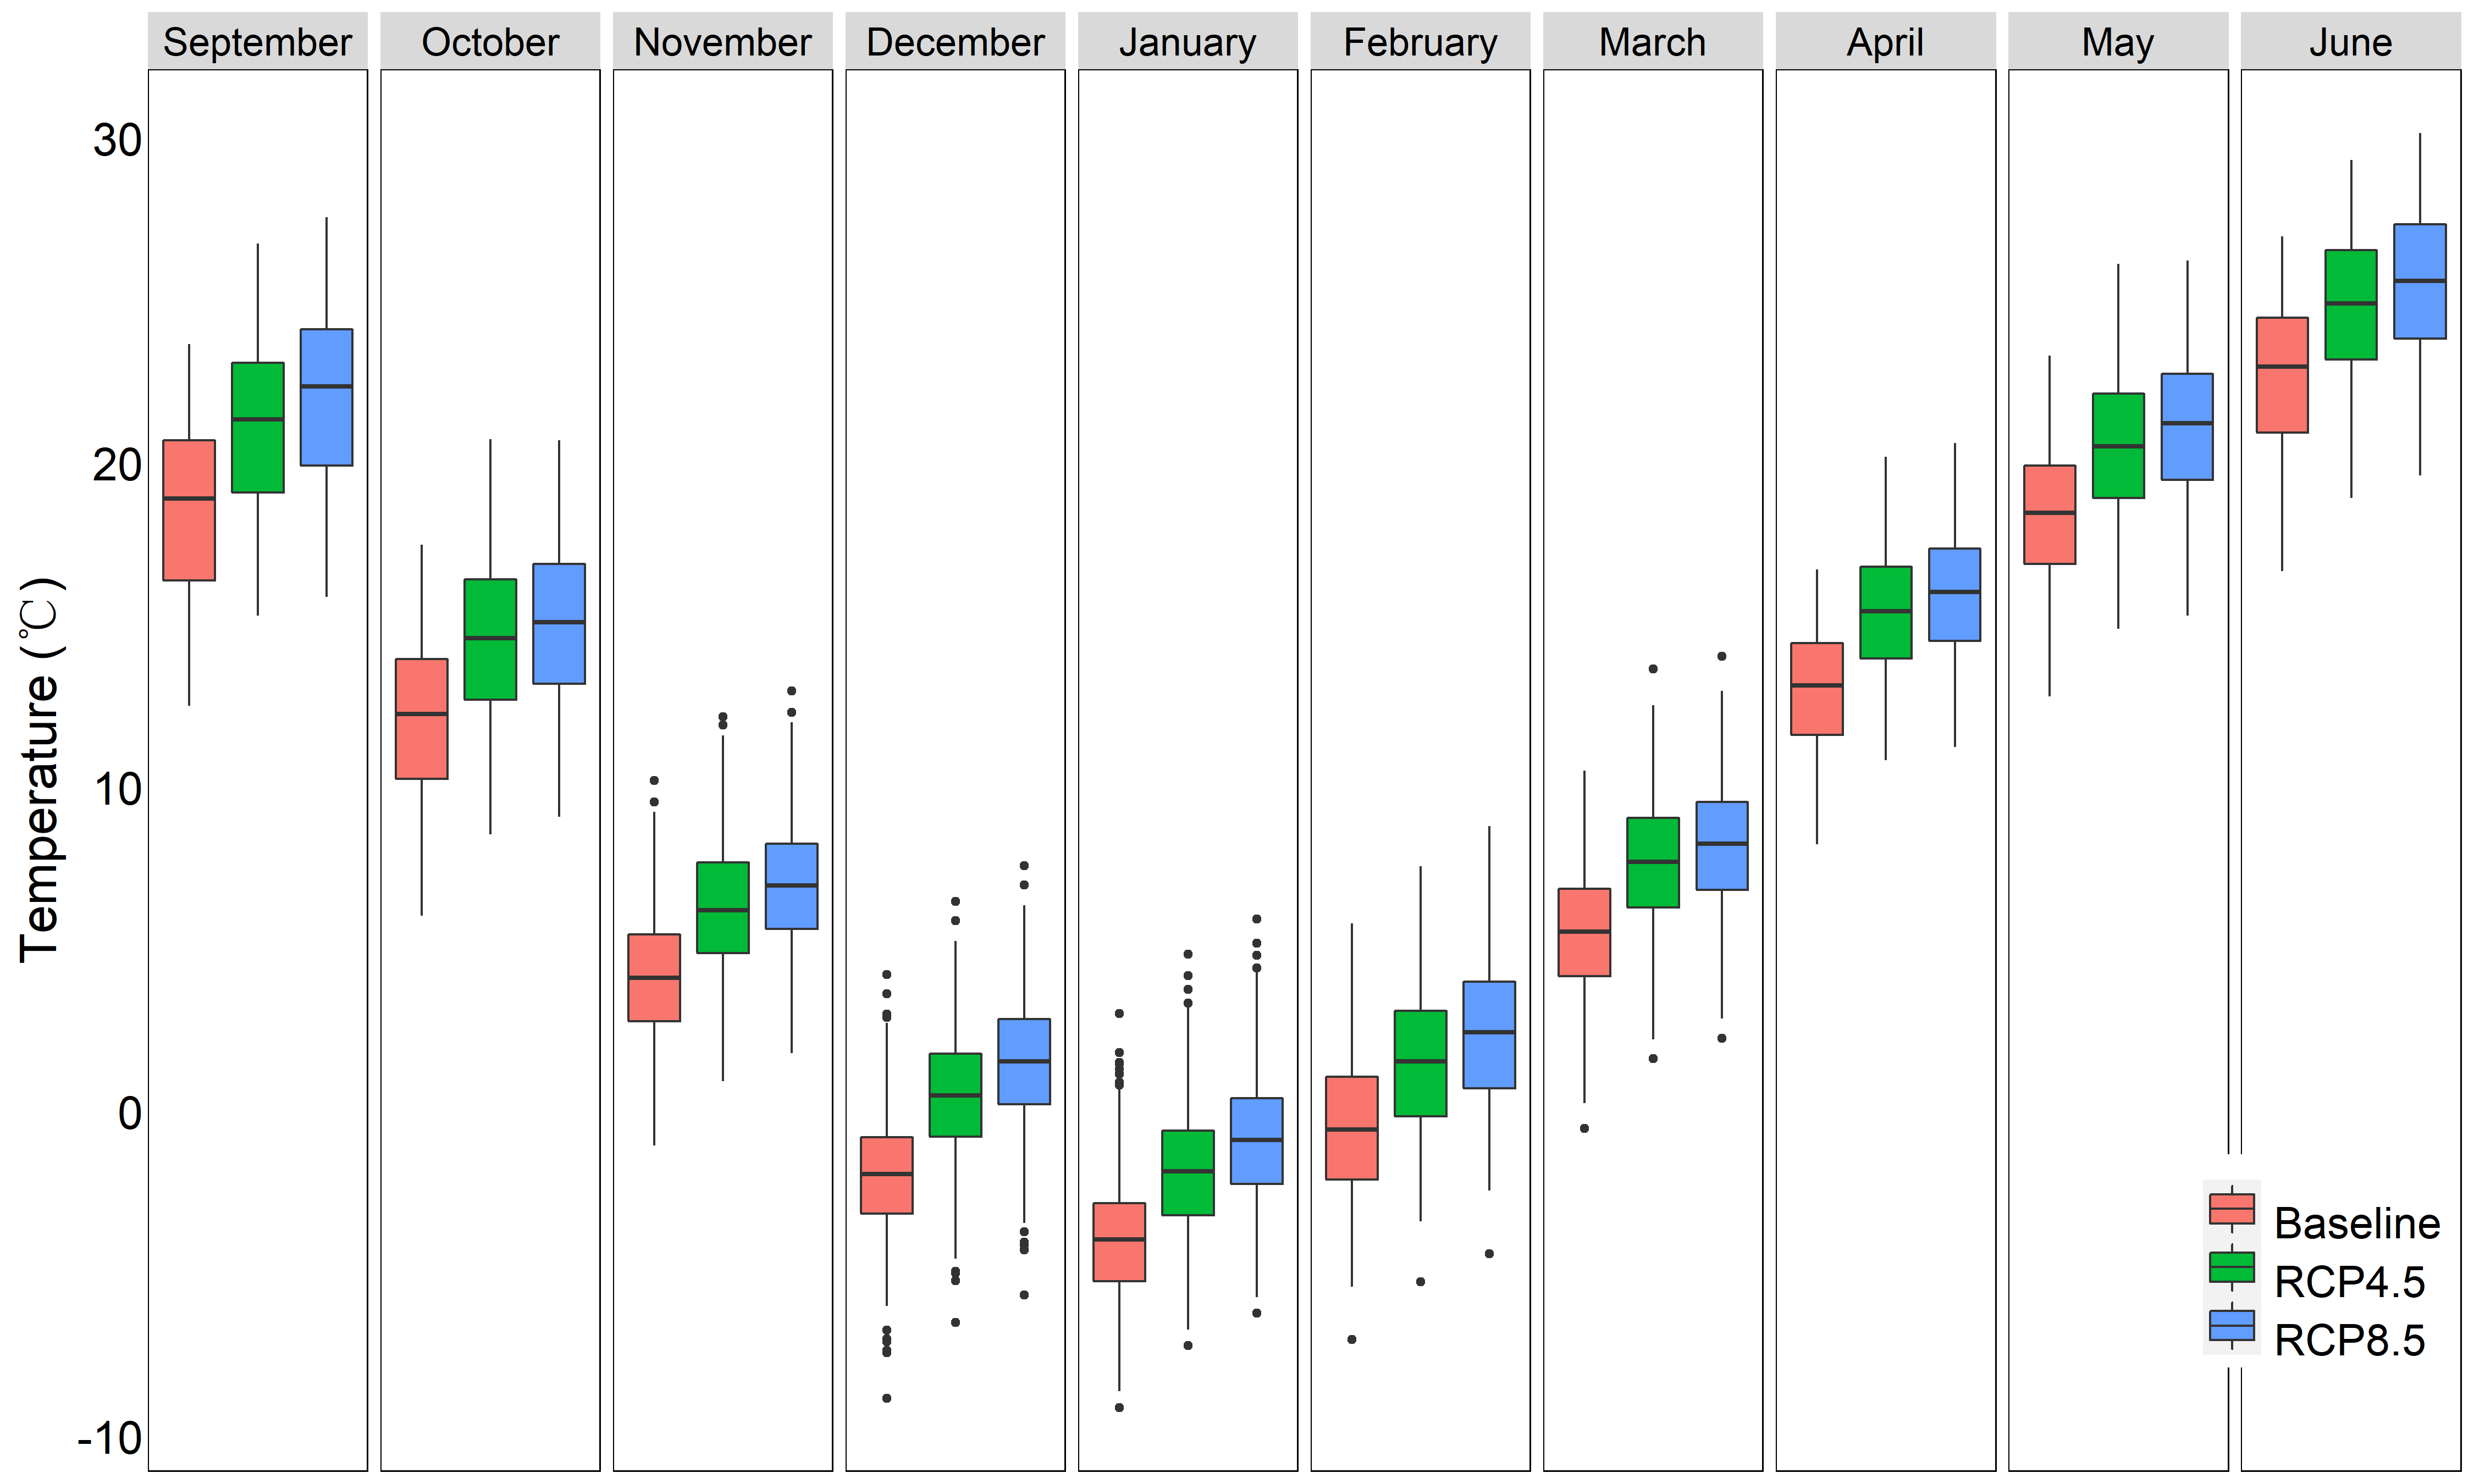 September October November December January February March April May June
Temperature (℃)
30
20
10
0
-10
Baseline
RCP4.5
RCP8.5